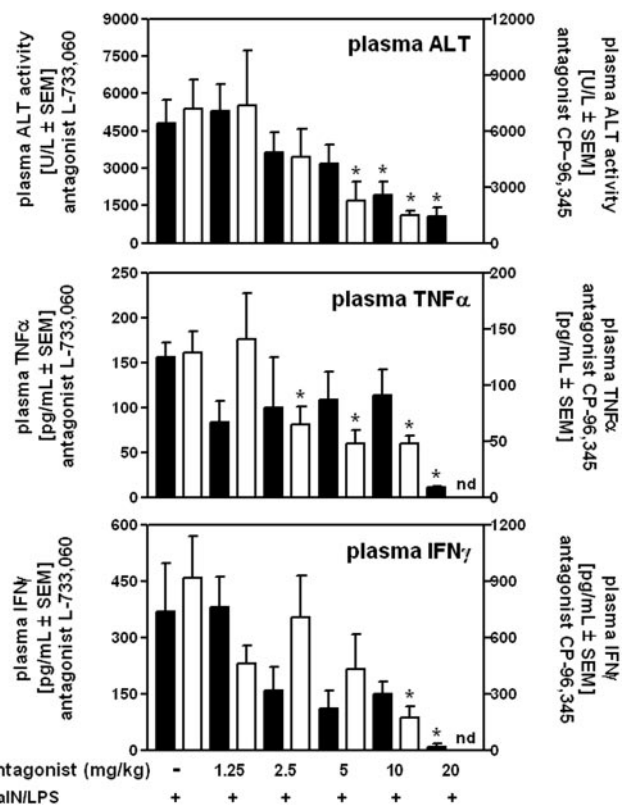 plasma ALT
plasma ALT activity
[U/L ± SEM]
antagonist L-733,060
9000
7500
6000
4500
3000
1500
0
12000
9000
6000
3000
0
plasma ALT activity
[U/L ± SEM]
antagonist CP-96,345
* * * *
plasma TNFα
plasma TNFα
[pg/mL ± SEM]
antagonist L-733,060
250
200
150
100
50
0
200
150
100
50
0
plasma TNFα
[pg/mL ± SEM]
antagonist CP-96,345
* * * *
nd
plasma IFNγ
plasma IFNγ
[pg/mL ± SEM]
antagonist L-733,060
600
450
300
150
0
1200
900
600
300
0
plasma IFNγ
[pg/mL ± SEM]
antagonist CP-96,345
* *
nd
ntagonist (mg/kg) - 1.25 2.5 5 10 20
alN/LPS + + + + + +